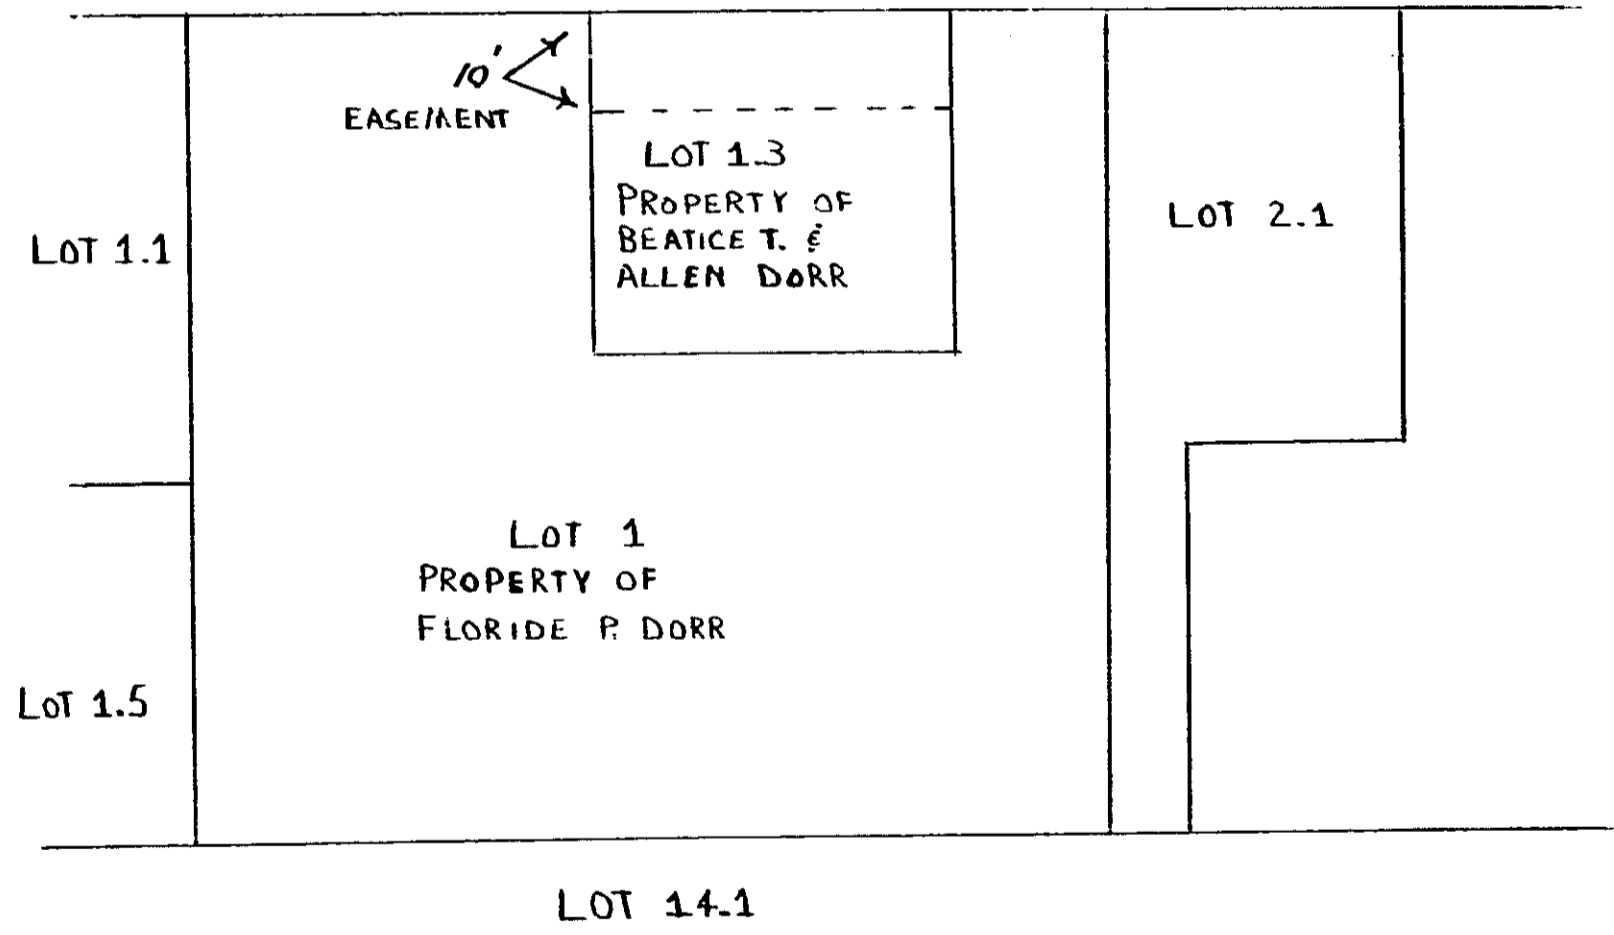 10'
EASEMENT
LOT 1.3
PROPERTY OF
BEATICE T. &
ALLEN DORR
LOT 2.1
LOT 1.1
LOT 1
PROPERTY OF
FLORIDE P. DORR
LOT 1.5
LOT 14.1